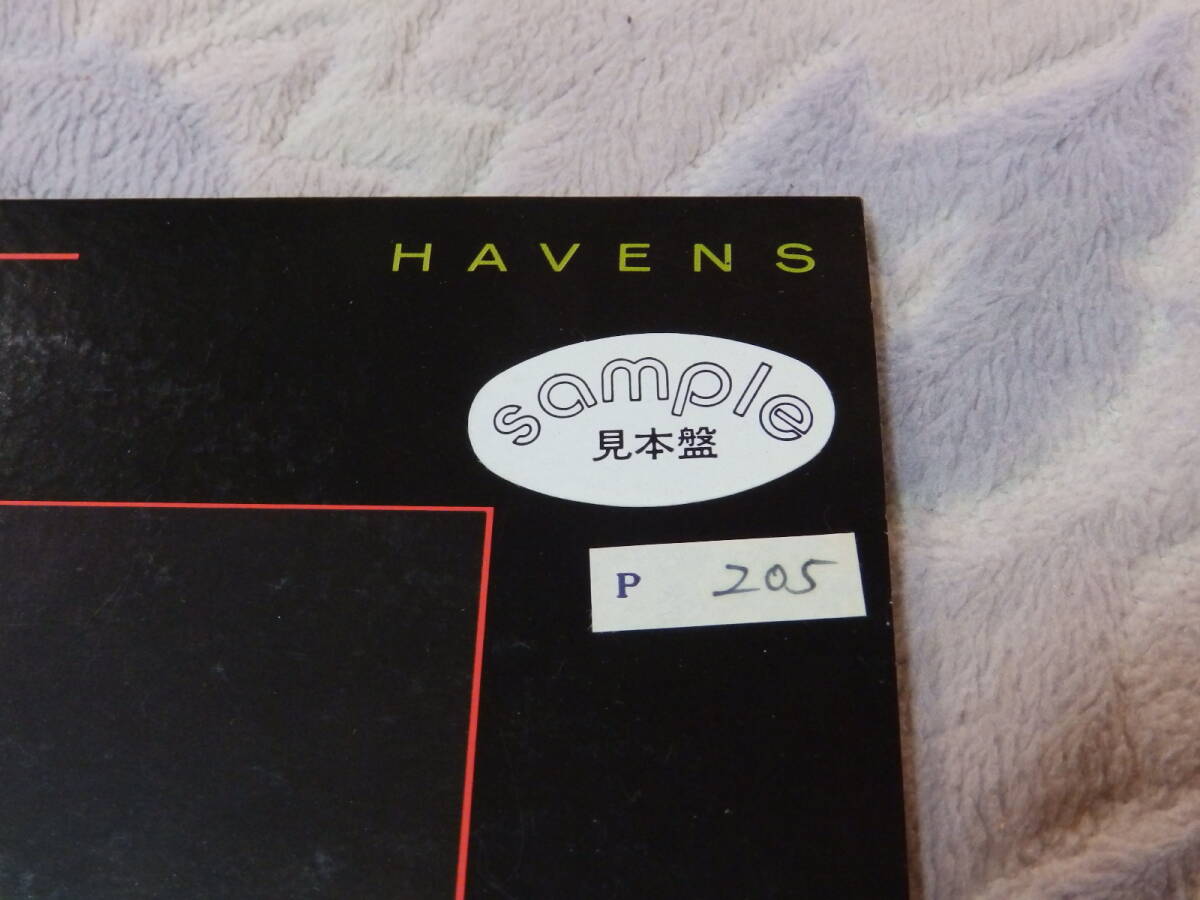 HAVENS
sample
見本盤
P 205